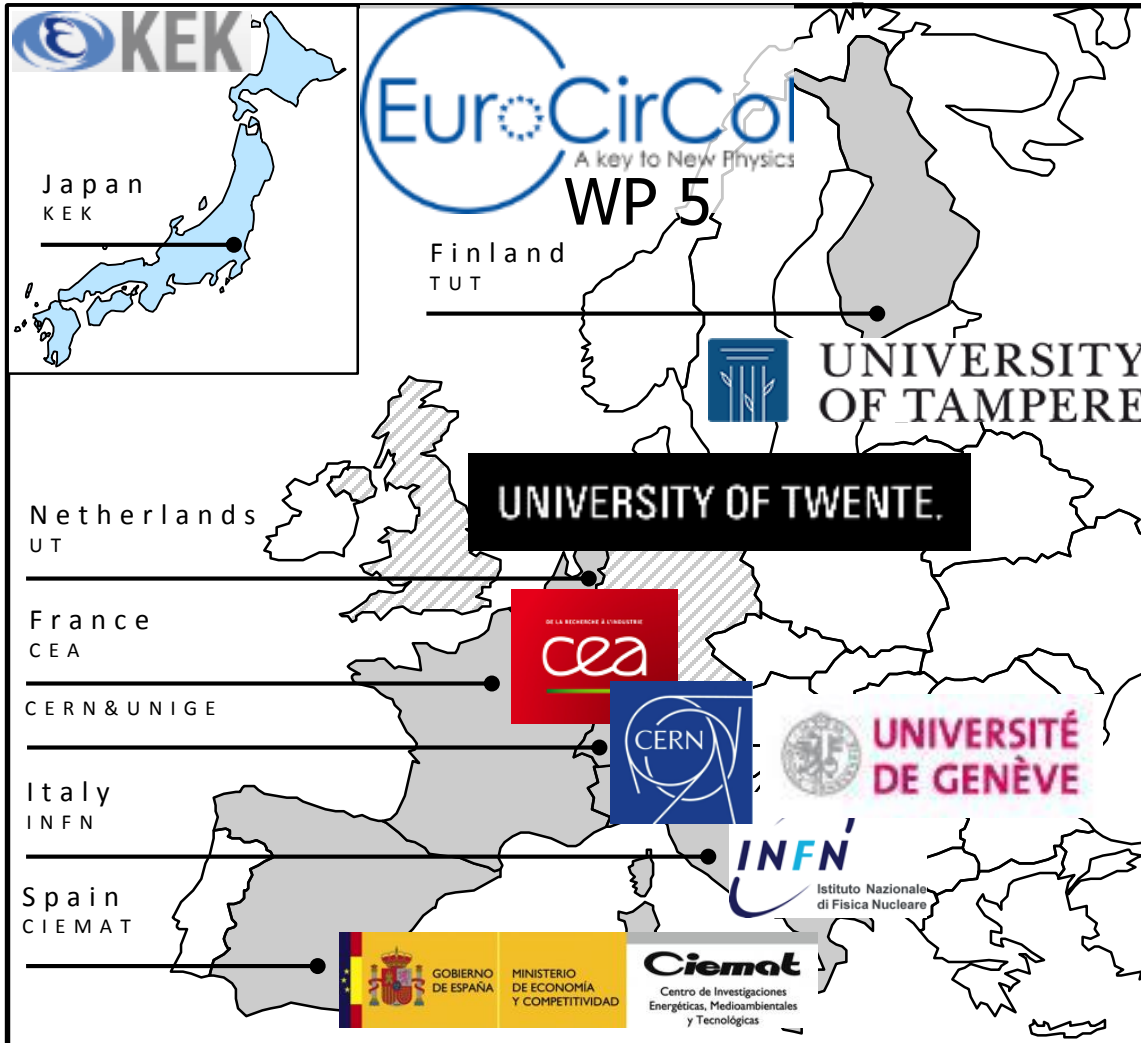 KEK
Japan
KEK
EuroCirCol
A key to New Physics
WP 5
Finland
TUT
UNIVERSITY
OF TAMPERE
Netherlands
UT
UNIVERSITY OF TWENTE.
France
CEA
DE LA RECHERCHE À L'INDUSTRIE
cea
CERN&UNIGE
CERN
UNIVERSITÉ
DE GENÈVE
Italy
INFN
INFN
Istituto Nazionale
di Fisica Nucleare
Spain
CIEMAT
GOBIERNO
DE ESPAÑA
MINISTERIO
DE ECONOMÍA
Y COMPETITIVIDAD
Ciemat
Centro de Investigaciones
Energéticas, Medioambientales
y Tecnológicas